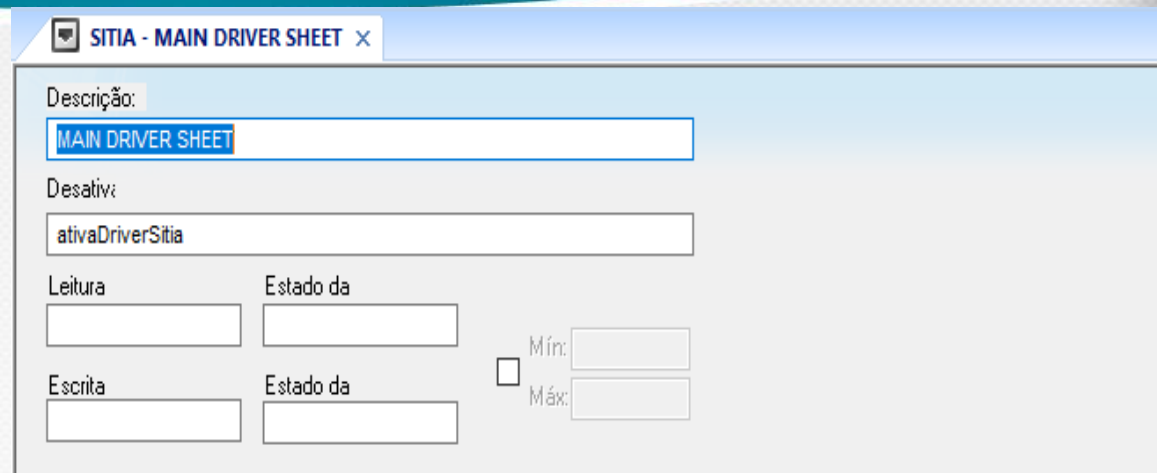 SITIA - MAIN DRIVER SHEET
Descrição:
MAIN DRIVER SHEET
Desativa
ativaDriverSitia
Leitura Estado da
Mín:
Escrita Estado da
Máx: